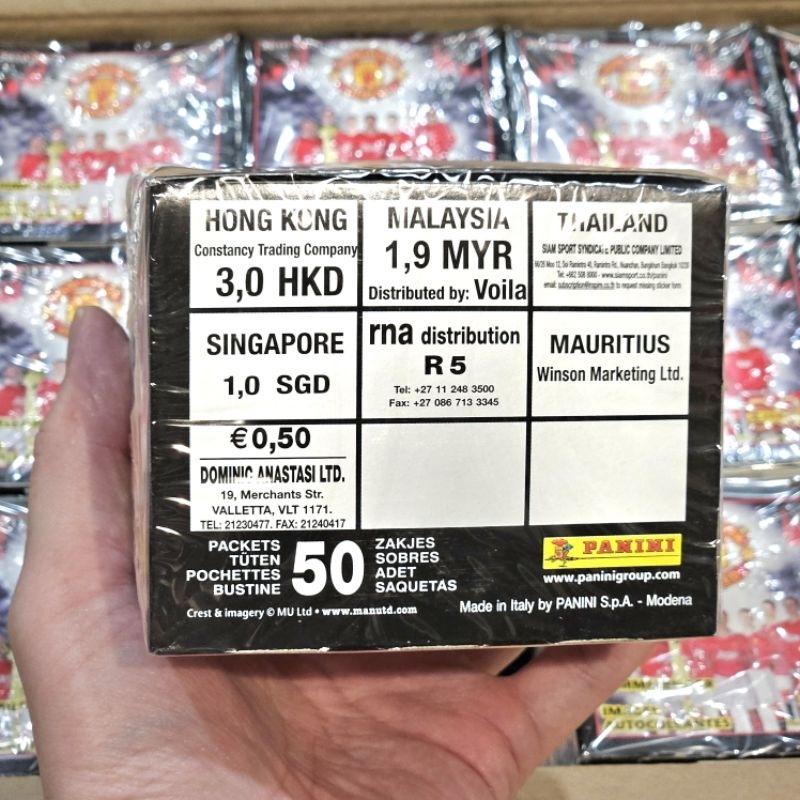 HONG KONG
Constancy Trading Company
3,0 HKD
MALAYSIA
1,9 MYR
Distributed by: Voila
THAILAND
SIAM SPORT SYNDICATE PUBLIC COMPANY LIMITED
SINGAPORE
1,0 SGD
rna distribution
R 5
Tel: +27 11 248 3500
Fax: +27 086 713 3345
MAURITIUS
Winson Marketing Ltd.
€0,50
DOMINIC ANASTASI LTD.
19, Merchants Str.
VALLETTA, VLT 1171.
TEL: 21230477. FAX: 21240417
PACKETS
TÜTEN
POCHETTES
BUSTINE
50
ZAKJES
SOBRES
ADET
SAQUETAS
PANINI
www.paninigroup.com
Crest & imagery © MU Ltd • www.manutd.com
Made in Italy by PANINI S.p.A. - Modena
AUTOCOLLANTES